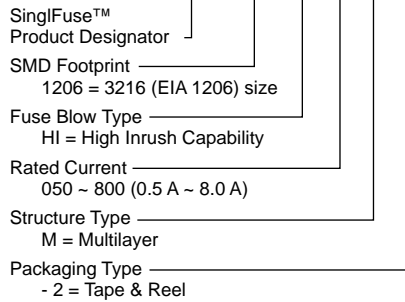 SinglFuse™
Product Designator
SMD Footprint
1206 = 3216 (EIA 1206) size
Fuse Blow Type
HI = High Inrush Capability
Rated Current
050 ~ 800 (0.5 A ~ 8.0 A)
Structure Type
M = Multilayer
Packaging Type
- 2 = Tape & Reel